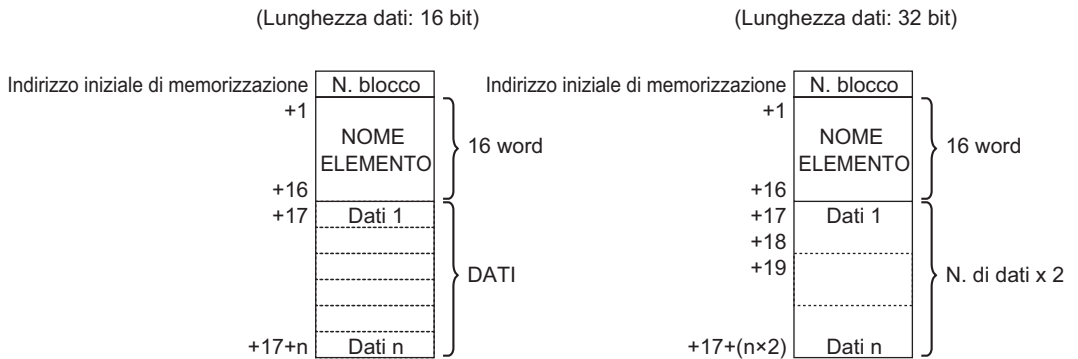 (Lunghezza dati: 16 bit)
Indirizzo iniziale di memorizzazione
N. blocco
+1
NOME
ELEMENTO
16 word
+16
+17
Dati 1
DATI
+17+n
Dati n
(Lunghezza dati: 32 bit)
Indirizzo iniziale di memorizzazione
N. blocco
+1
NOME
ELEMENTO
16 word
+16
+17
Dati 1
+18
+19
N. di dati x 2
+17+(n×2)
Dati n